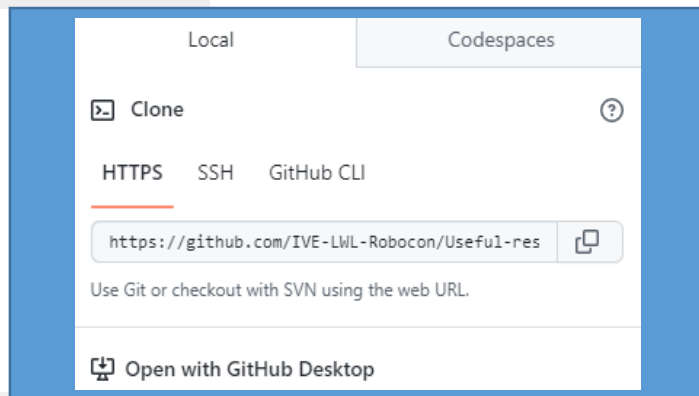 Local
Codespaces
Clone
HTTPS
SSH
GitHub CLI
https://github.com/IVE-LWL-Robocon/Useful-res
Use Git or checkout with SVN using the web URL.
Open with GitHub Desktop